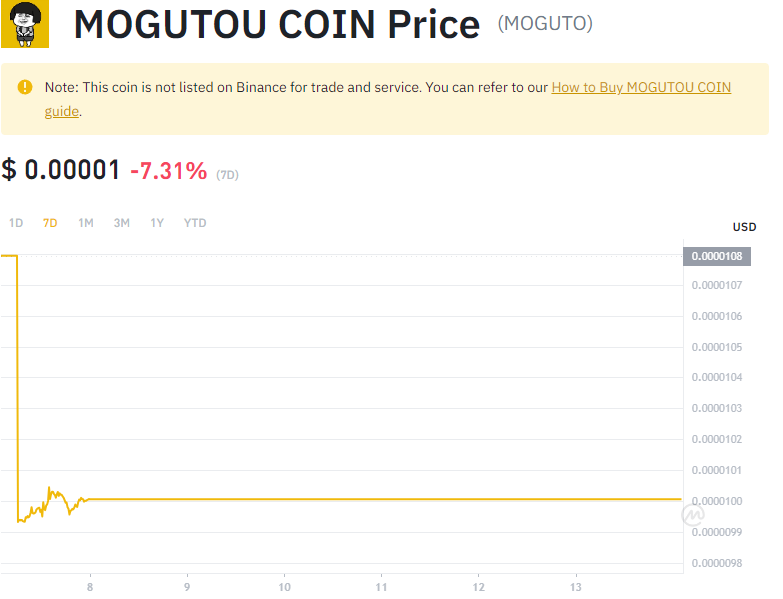 MOGUTOU COIN Price (MOGUTO)
Note: This coin is not listed on Binance for trade and service. You can refer to our How to Buy MOGUTOU COIN
guide.
$ 0.00001 -7.31% (7D)
1D 7D 1M 3M 1Y YTD
USD
0.0000108
0.0000107
0.0000106
0.0000105
0.0000104
0.0000103
0.0000102
0.0000101
0.0000100
0.0000099
0.0000098
8 9 10 11 12 13